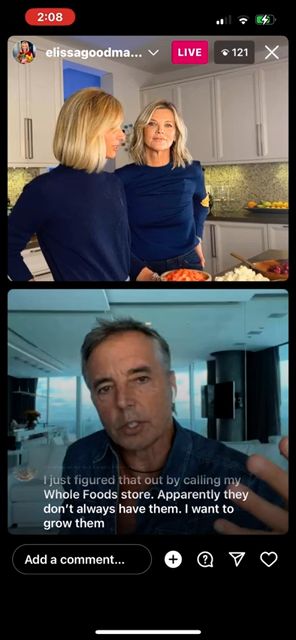 2:08
elissagoodma...
LIVE
121
I just figured that out by calling my
Whole Foods store. Apparently they
don't always have them. I want to
grow them
Add a comment...